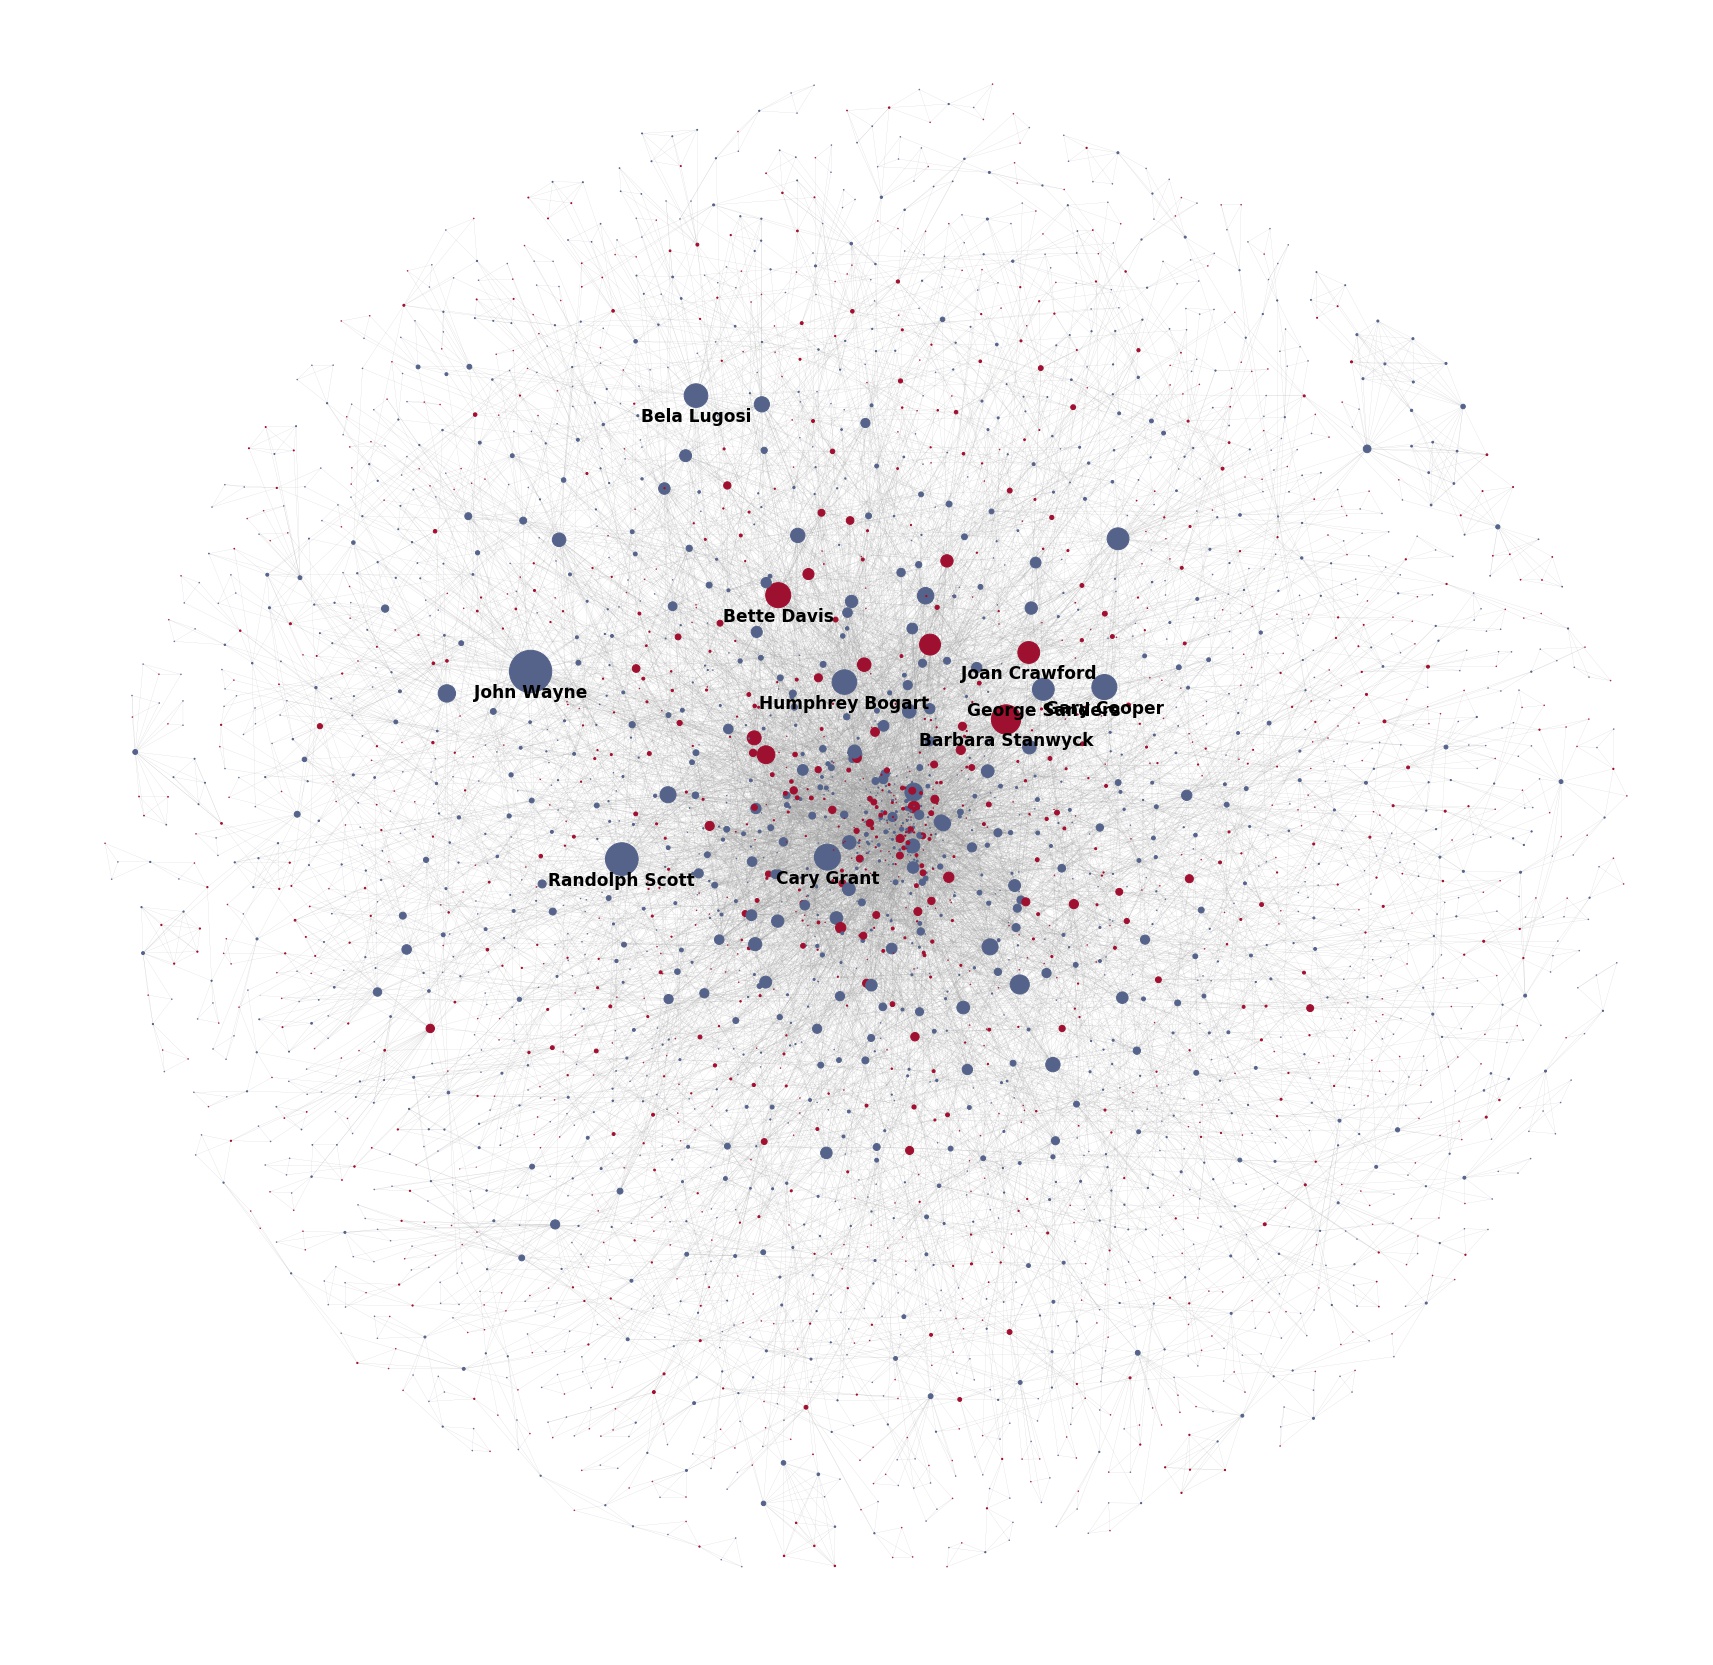 Bela Lugosi
Bette Davis
Joan Crawford
John Wayne
Humphrey Bogart
George Sanders
Gary Cooper
Barbara Stanwyck
Cary Grant
Randolph Scott